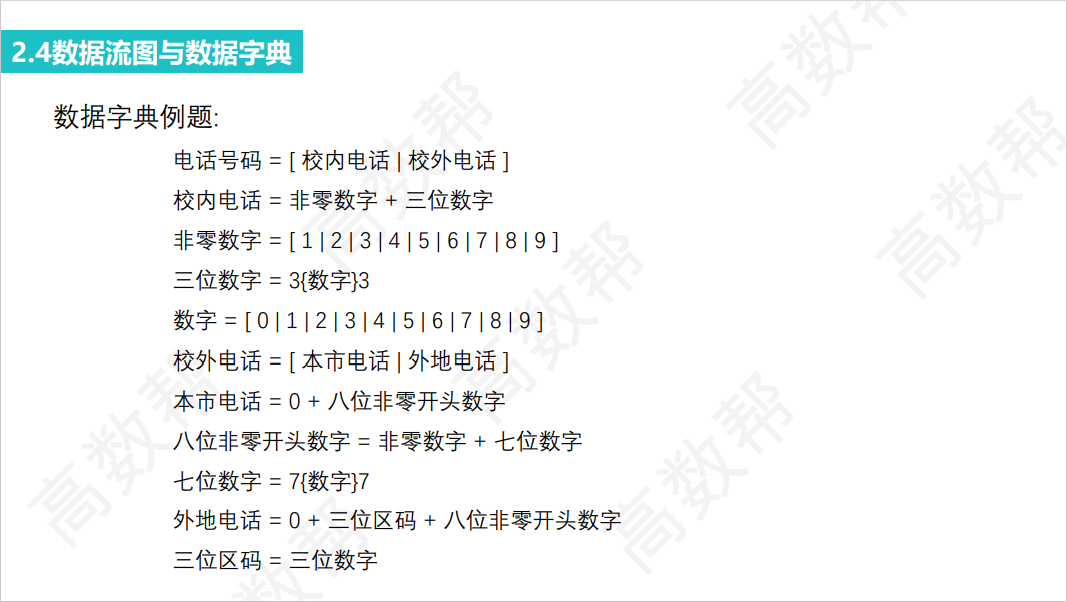 2.4数据流图与数据字典
数据字典例题:
电话号码 = [ 校内电话 | 校外电话 ]
校内电话 = 非零数字 + 三位数字
非零数字 = [ 1 | 2 | 3 | 4 | 5 | 6 | 7 | 8 | 9 ]
三位数字 = 3{数字}3
数字 = [ 0 | 1 | 2 | 3 | 4 | 5 | 6 | 7 | 8 | 9 ]
校外电话 = [ 本市电话 | 外地电话 ]
本市电话 = 0 + 八位非零开头数字
八位非零开头数字 = 非零数字 + 七位数字
七位数字 = 7{数字}7
外地电话 = 0 + 三位区码 + 八位非零开头数字
三位区码 = 三位数字
高数帮
高数帮
高数帮
高数帮
高数帮
高数帮
高数帮